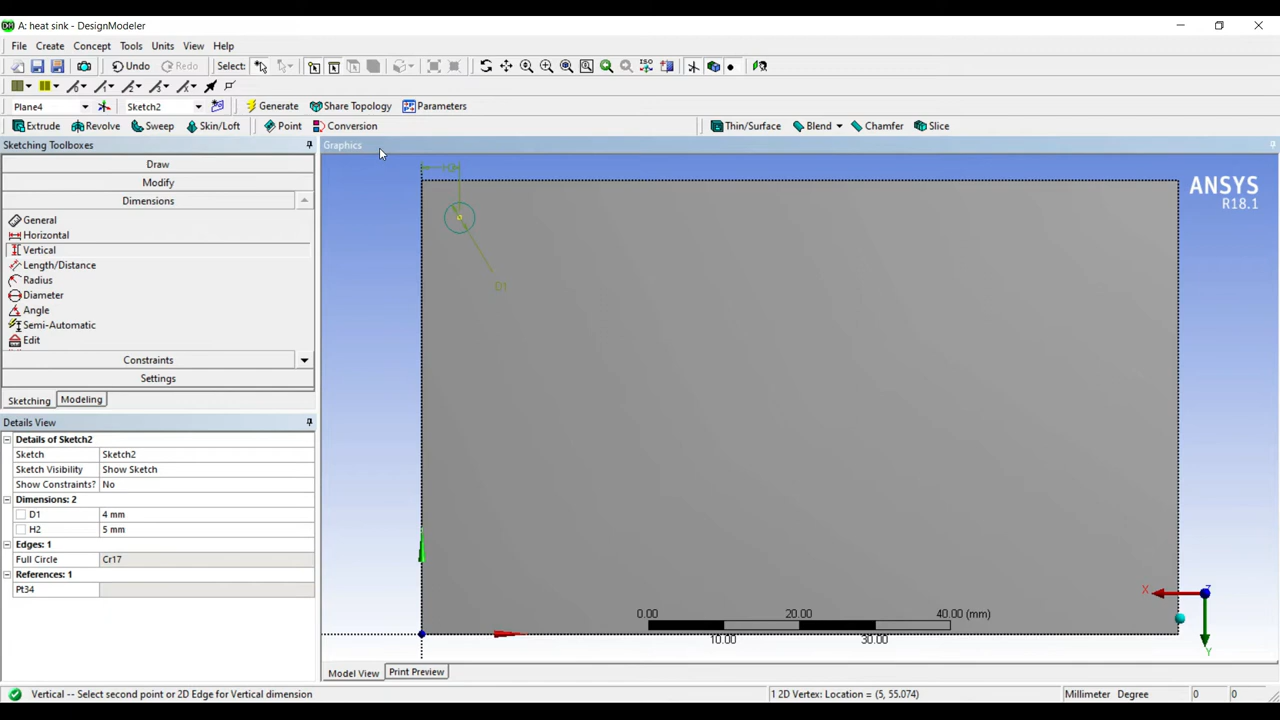 A: heat sink - DesignModeler
File Create Concept Tools Units View Help
Undo Redo Select: ISO
Plane4 Sketch2 Generate Share Topology Parameters
Extrude Revolve Sweep Skin/Loft Point Conversion Thin/Surface Blend Chamfer Slice
Sketching Toolboxes
Draw
Modify
Dimensions
General
Horizontal
Vertical
Length/Distance
Radius
Diameter
Angle
Semi-Automatic
Edit
Constraints
Settings
Sketching Modeling
Details View
Details of Sketch2
Sketch Sketch2
Sketch Visibility Show Sketch
Show Constraints? No
Dimensions: 2
D1 4 mm
H2 5 mm
Edges: 1
Full Circle Cr17
References: 1
Pt34
Graphics
ANSYS
R18.1
D1
0.00 20.00 40.00 (mm)
10.00 30.00
X Z
Y
Model View Print Preview
Vertical -- Select second point or 2D Edge for Vertical dimension
1 2D Vertex: Location = (5, 55.074)
Millimeter Degree 0 0